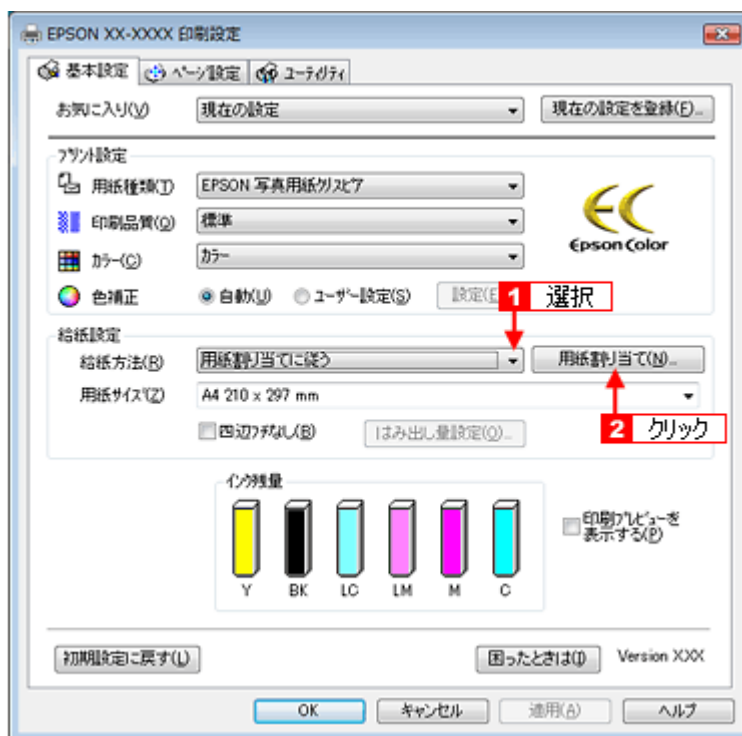 EPSON XX-XXXX 印刷設定
基本設定 ページ設定 ユーティリティ
お気に入り(V) 現在の設定 現在の設定を登録(F)...
プリント設定
用紙種類(T) EPSON 写真用紙クリスピア
印刷品質(Q) 標準
カラー(C) カラー
EPSON Color
色補正 自動(U) ユーザー設定(S) 設定(E
1 選択
給紙設定
給紙方法(R) 用紙割り当てに従う 用紙割り当て(N)...
用紙サイズ(Z) A4 210 x 297 mm
四辺フチなし(B) はみ出し量設定(O)...
2 クリック
インク残量
Y BK LC LM M C
印刷プレビューを
表示する(P)
初期設定に戻す(L) 困ったときは(I) Version XXX
OK キャンセル 適用(A) ヘルプ